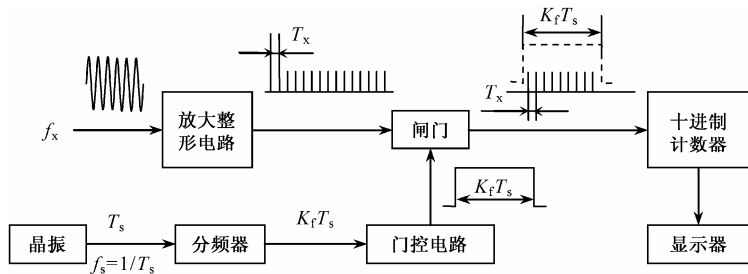 KfTs
Tx
Tx
fx
放大整
形电路
闸门
十进制
计数器
KfTs
晶振
Ts
fs=1/Ts
分频器
KfTs
门控电路
显示器